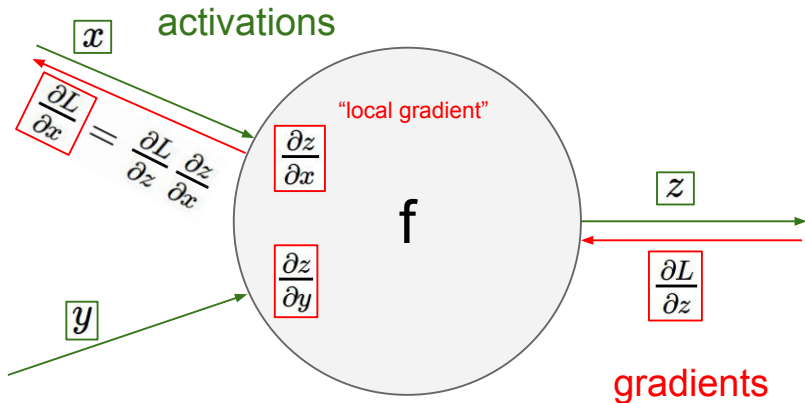 activations
x
∂L/∂x = ∂L/∂z ∂z/∂x
“local gradient”
∂z/∂x
f
z
∂z/∂y
∂L/∂z
y
gradients